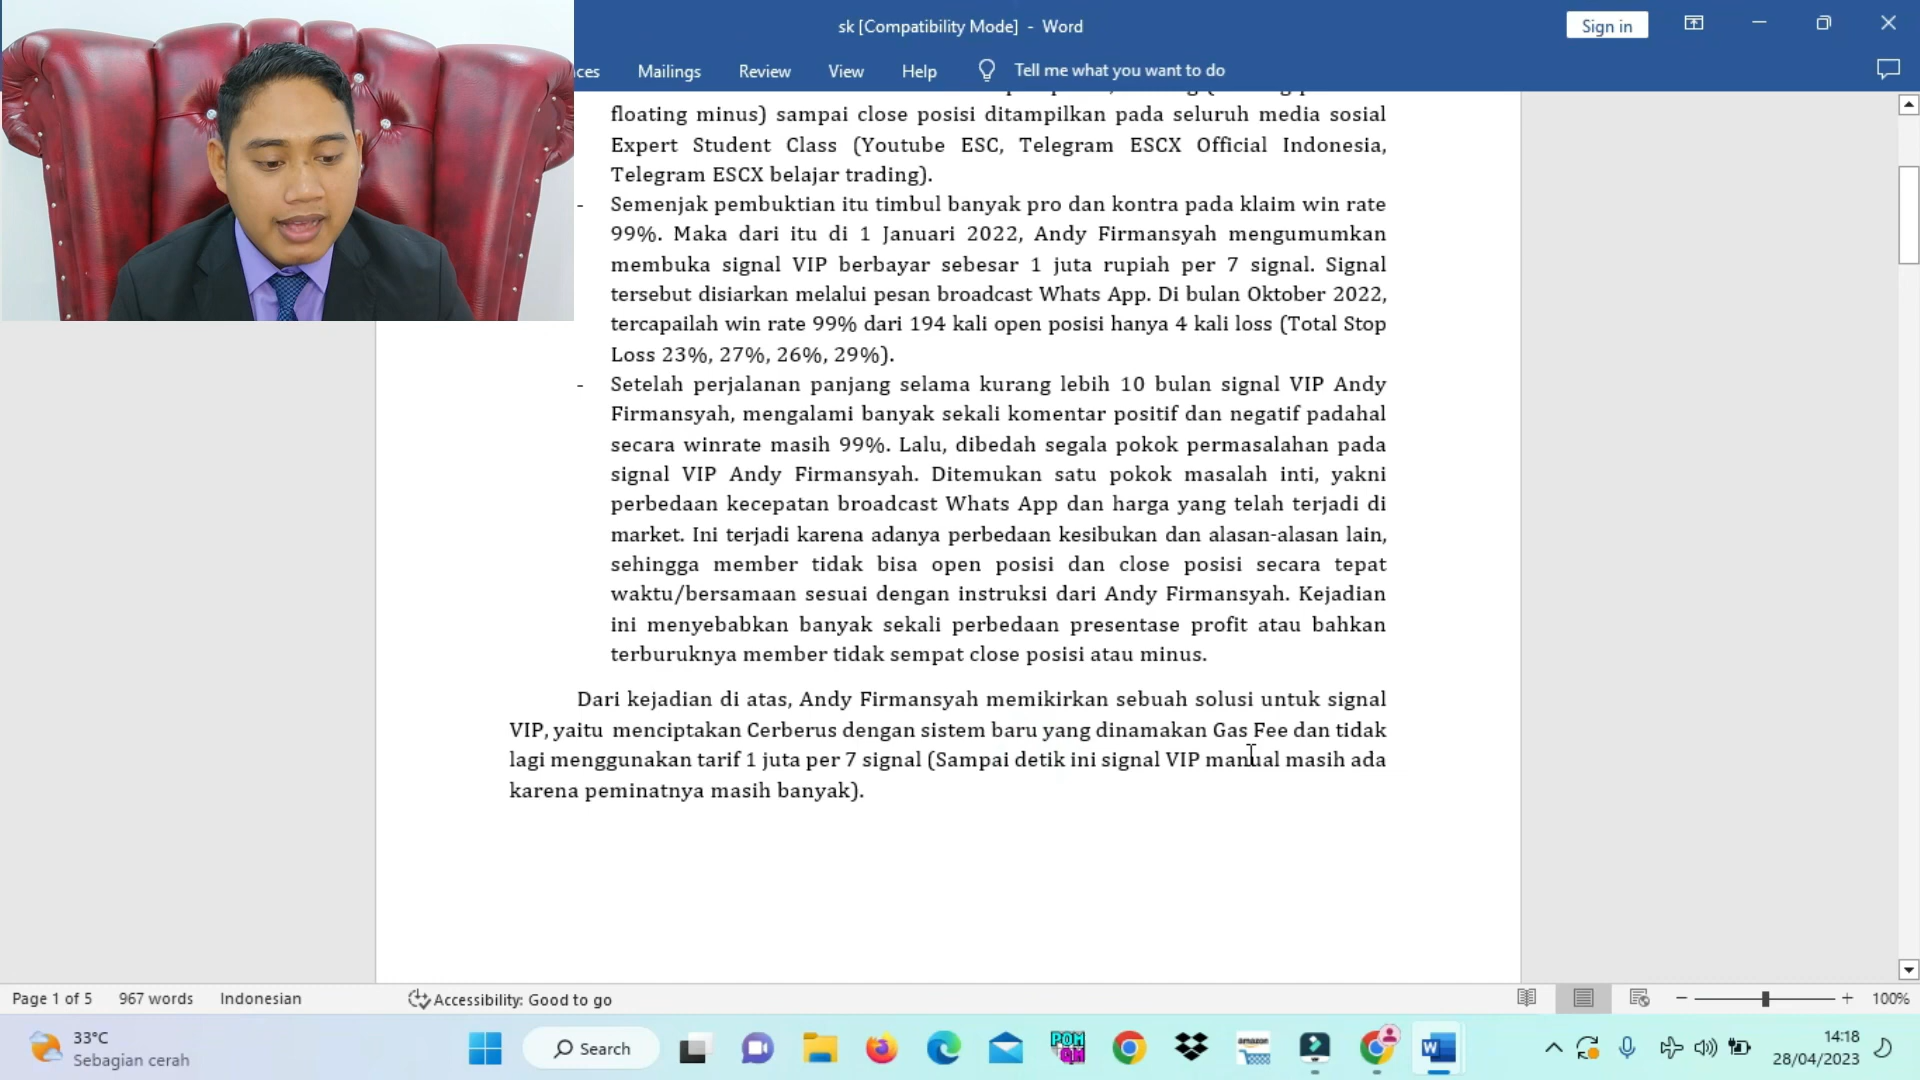 sk [Compatibility Mode] - Word
Sign in
Mailings Review View Help Tell me what you want to do
floating minus) sampai close posisi ditampilkan pada seluruh media sosial
Expert Student Class (Youtube ESC, Telegram ESCX Official Indonesia,
Telegram ESCX belajar trading).
- Semenjak pembuktian itu timbul banyak pro dan kontra pada klaim win rate
99%. Maka dari itu di 1 Januari 2022, Andy Firmansyah mengumumkan
membuka signal VIP berbayar sebesar 1 juta rupiah per 7 signal. Signal
tersebut disiarkan melalui pesan broadcast Whats App. Di bulan Oktober 2022,
tercapailah win rate 99% dari 194 kali open posisi hanya 4 kali loss (Total Stop
Loss 23%, 27%, 26%, 29%).
- Setelah perjalanan panjang selama kurang lebih 10 bulan signal VIP Andy
Firmansyah, mengalami banyak sekali komentar positif dan negatif padahal
secara winrate masih 99%. Lalu, dibedah segala pokok permasalahan pada
signal VIP Andy Firmansyah. Ditemukan satu pokok masalah inti, yakni
perbedaan kecepatan broadcast Whats App dan harga yang telah terjadi di
market. Ini terjadi karena adanya perbedaan kesibukan dan alasan-alasan lain,
sehingga member tidak bisa open posisi dan close posisi secara tepat
waktu/bersamaan sesuai dengan instruksi dari Andy Firmansyah. Kejadian
ini menyebabkan banyak sekali perbedaan presentase profit atau bahkan
terburuknya member tidak sempat close posisi atau minus.
Dari kejadian di atas, Andy Firmansyah memikirkan sebuah solusi untuk signal
VIP, yaitu menciptakan Cerberus dengan sistem baru yang dinamakan Gas Fee dan tidak
lagi menggunakan tarif 1 juta per 7 signal (Sampai detik ini signal VIP manual masih ada
karena peminatnya masih banyak).
Page 1 of 5 967 words Indonesian Accessibility: Good to go 100%
33°C
Sebagian cerah
Search
amazon
14:18
28/04/2023